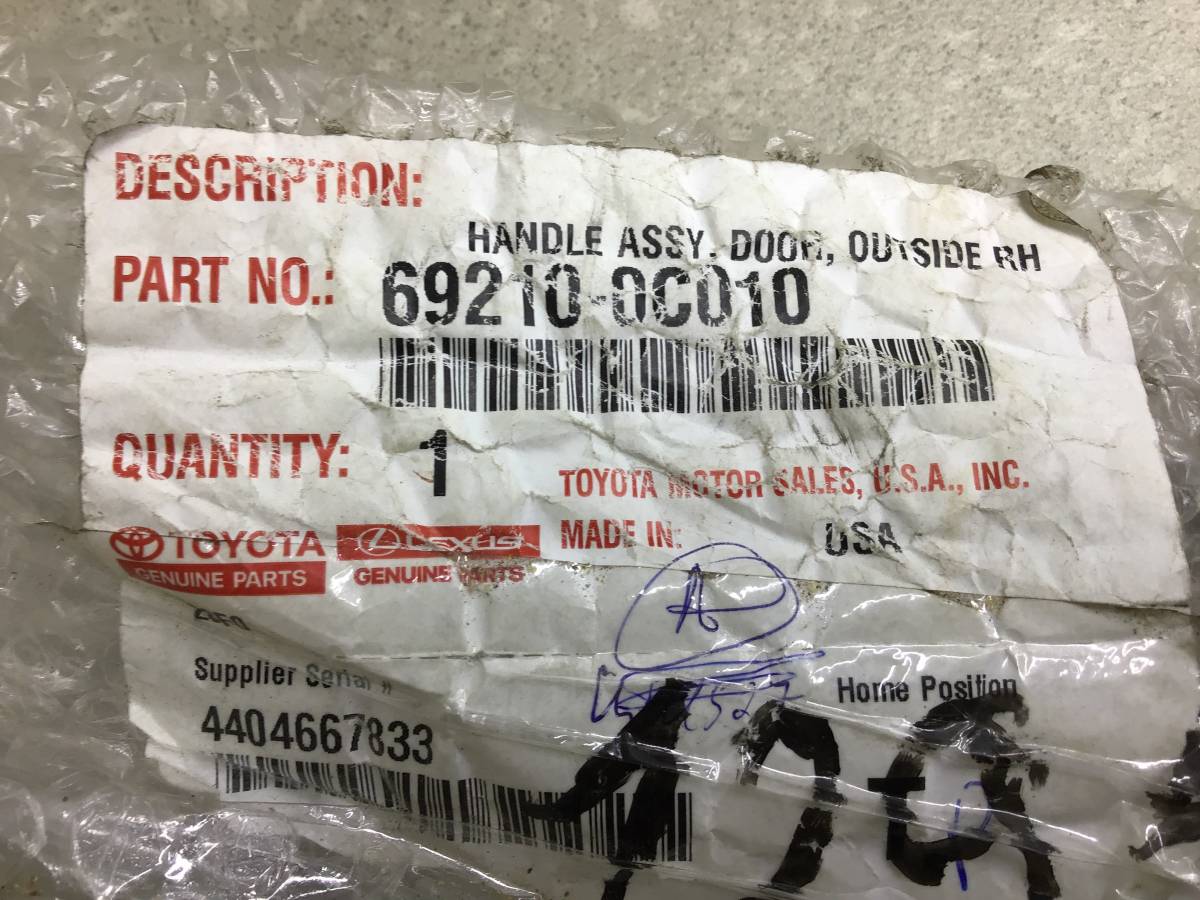 DESCRIPTION:
HANDLE ASSY, DOOR, OUTSIDE RH
PART NO.: 69210-0C010
QUANTITY: 1
TOYOTA MOTOR SALES, U.S.A., INC.
MADE IN: USA
TOYOTA
GENUINE PARTS
LEXUS
GENUINE PARTS
Supplier Serial #
4404667833
Home Position